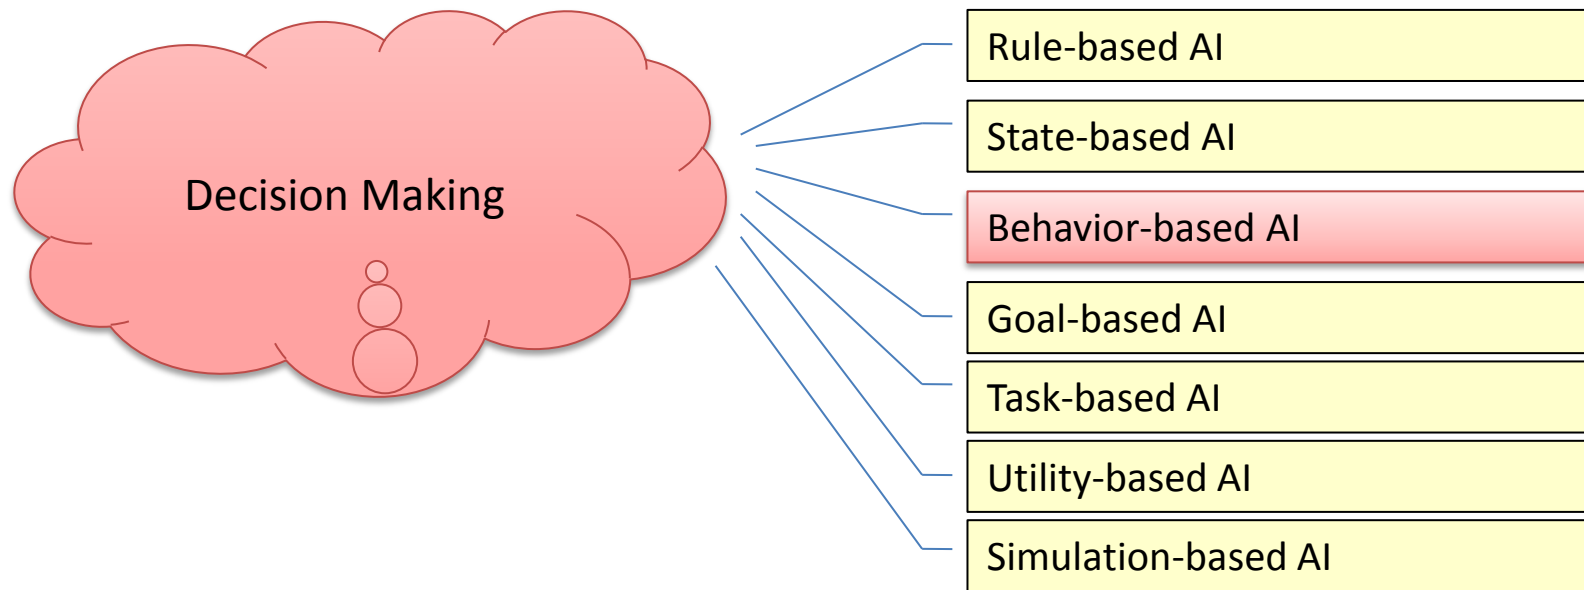 Decision Making
Rule-based AI
State-based AI
Behavior-based AI
Goal-based AI
Task-based AI
Utility-based AI
Simulation-based AI